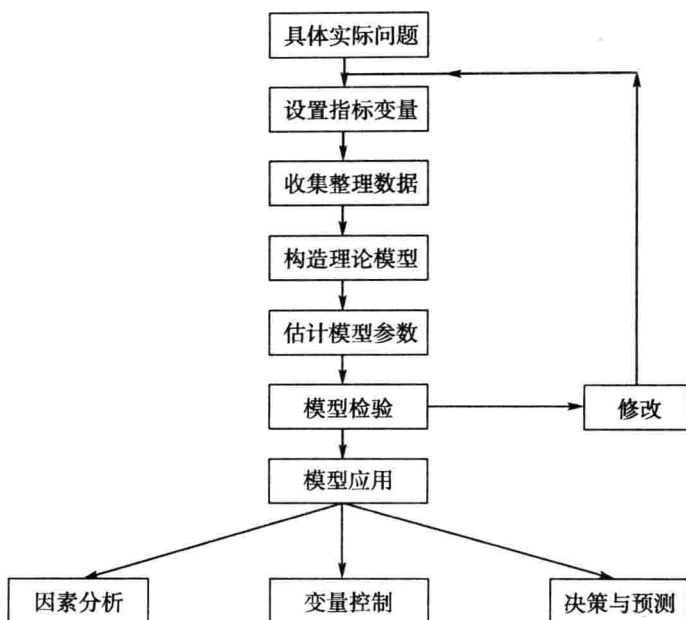 具体实际问题
设置指标变量
收集整理数据
构造理论模型
估计模型参数
模型检验
修改
模型应用
因素分析
变量控制
决策与预测